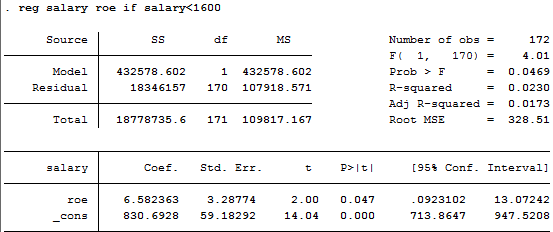 . reg salary roe if salary<1600
Source SS df MS Number of obs = 172
F( 1, 170) = 4.01
Model 432578.602 1 432578.602 Prob > F = 0.0469
Residual 18346157 170 107918.571 R-squared = 0.0230
Adj R-squared = 0.0173
Total 18778735.6 171 109817.167 Root MSE = 328.51
salary Coef. Std. Err. t P>|t| [95% Conf. Interval]
roe 6.582363 3.28774 2.00 0.047 .0923102 13.07242
_cons 830.6928 59.18292 14.04 0.000 713.8647 947.5208